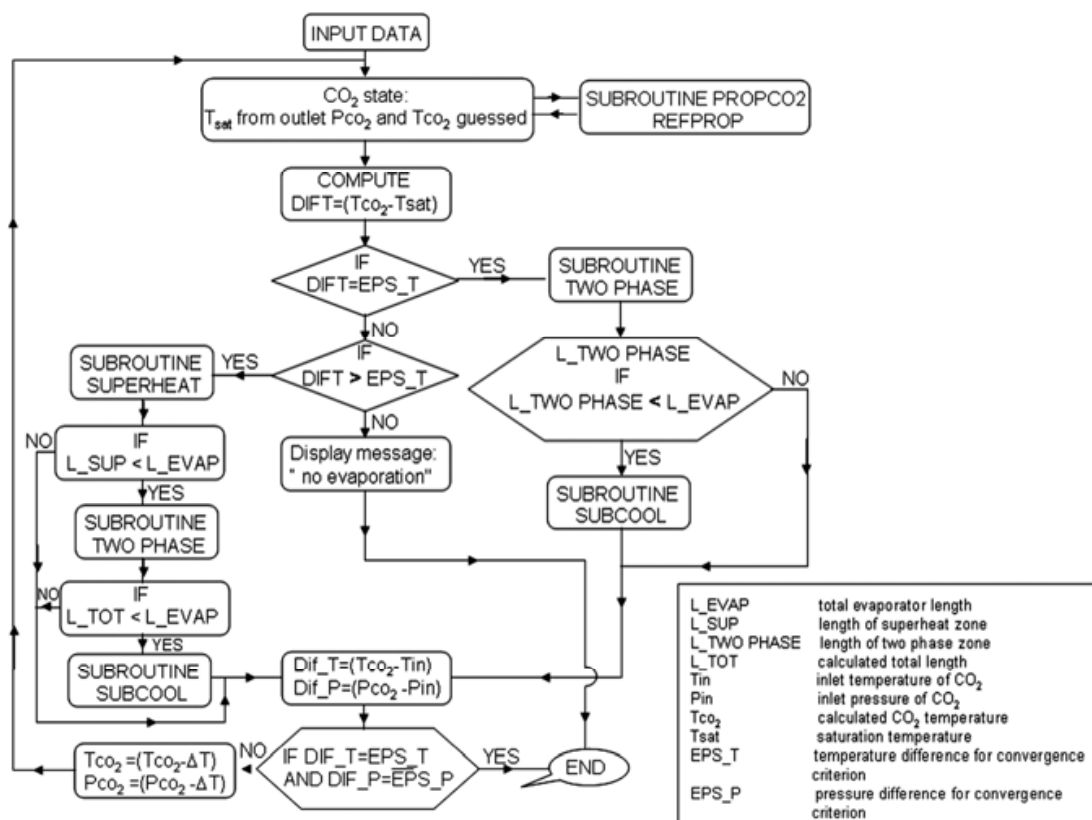 INPUT DATA
CO₂ state:
Tsat from outlet Pco₂ and Tco₂ guessed
SUBROUTINE PROPCO2
REFPROP
COMPUTE
DIFT=(Tco₂-Tsat)
IF
DIFT=EPS_T
YES
SUBROUTINE
TWO PHASE
NO
IF
DIFT > EPS_T
YES
SUBROUTINE
SUPERHEAT
L_TWO PHASE
IF
L_TWO PHASE < L_EVAP
NO
NO
IF
L_SUP < L_EVAP
NO
Display message:
" no evaporation"
YES
YES
SUBROUTINE
TWO PHASE
SUBROUTINE
SUBCOOL
NO
IF
L_TOT < L_EVAP
YES
SUBROUTINE
SUBCOOL
Dif_T=(Tco₂-Tin)
Dif_P=(Pco₂-Pin)
Tco₂ =(Tco₂-ΔT)
Pco₂ =(Pco₂-ΔT)
NO
IF DIF_T=EPS_T
AND DIF_P=EPS_P
YES
END
L_EVAP total evaporator length
L_SUP length of superheat zone
L_TWO PHASE length of two phase zone
L_TOT calculated total length
Tin inlet temperature of CO₂
Pin inlet pressure of CO₂
Tco₂ calculated CO₂ temperature
Tsat saturation temperature
EPS_T temperature difference for convergence
criterion
EPS_P pressure difference for convergence
criterion